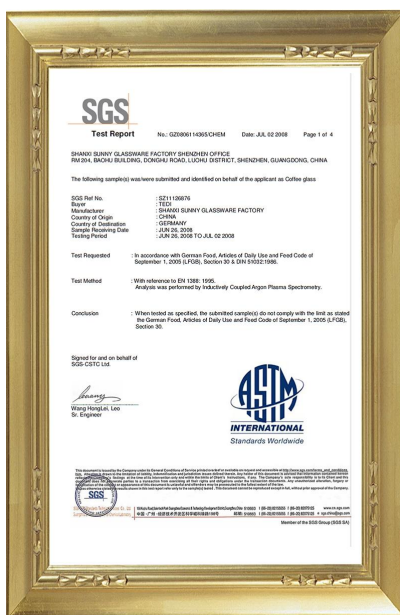 SGS
Test Report No.: GZ0806114365/CHEM Date: JUL 02 2008 Page 1 of 4
SHANXI SUNNY GLASSWARE FACTORY SHENZHEN OFFICE
RM 204, BAOHU BUILDING, DONGHU ROAD, LUOHU DISTRICT, SHENZHEN, GUANGDONG, CHINA
The following sample(s) was/were submitted and identified on behalf of the applicant as Coffee glass
SGS Ref No. : SZ11126876
Buyer : TEDI
Manufacturer : SHANXI SUNNY GLASSWARE FACTORY
Country of Origin : CHINA
Country of Destination : GERMANY
Sample Receiving Date : JUN 26, 2008
Testing Period : JUN 26, 2008 TO JUL 02 2008
Test Requested : In accordance with German Food, Articles of Daily Use and Feed Code of
September 1, 2005 (LFGB), Section 30 & DIN 51032:1986.
Test Method : With reference to EN 1388: 1995.
Analysis was performed by Inductively Coupled Argon Plasma Spectrometry.
Conclusion : When tested as specified, the submitted sample(s) do not comply with the limit as stated
the German Food, Articles of Daily Use and Feed Code of September 1, 2005 (LFGB),
Section 30.
Signed for and on behalf of
SGS-CSTC Ltd.
Wang HongLei, Leo
Sr. Engineer
ASTM
INTERNATIONAL
Standards Worldwide
SGS
www.cn.sgs.com
Member of the SGS Group (SGS SA)